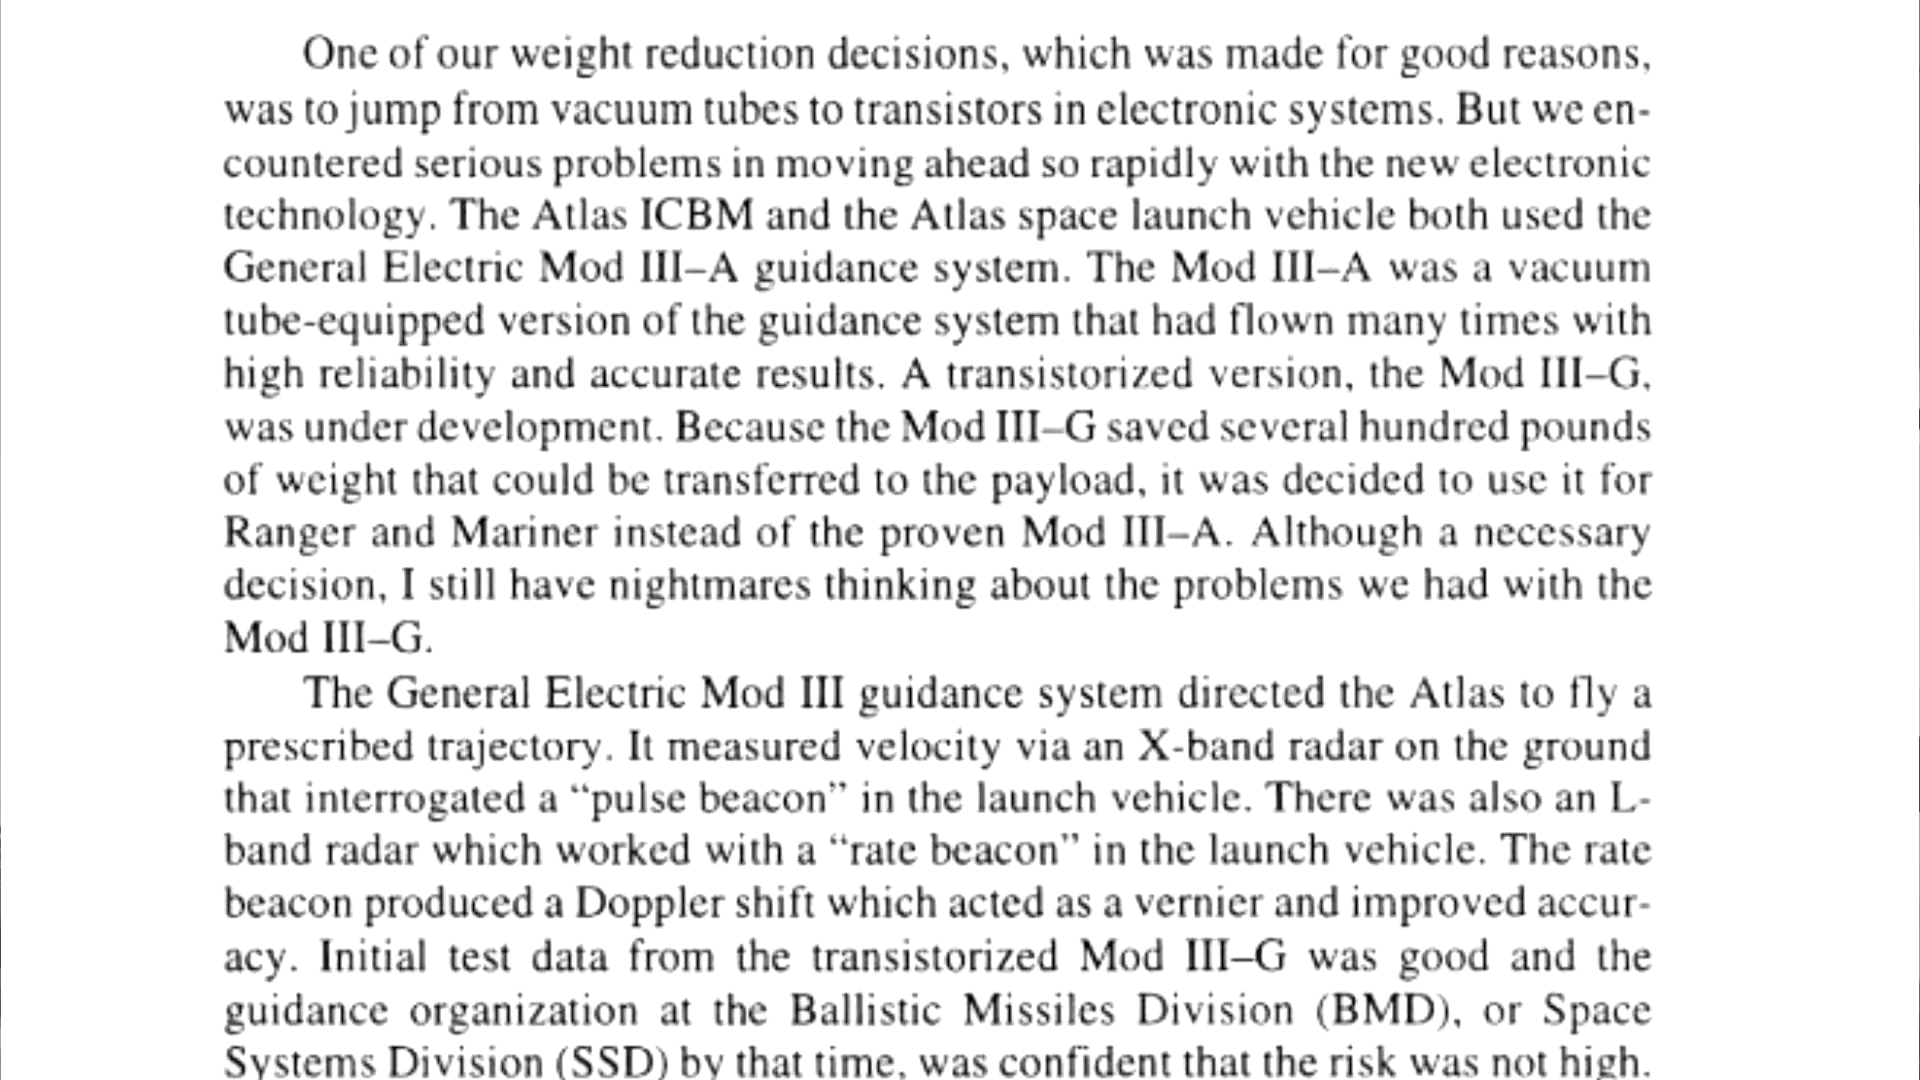 One of our weight reduction decisions, which was made for good reasons,
was to jump from vacuum tubes to transistors in electronic systems. But we en-
countered serious problems in moving ahead so rapidly with the new electronic
technology. The Atlas ICBM and the Atlas space launch vehicle both used the
General Electric Mod III–A guidance system. The Mod III–A was a vacuum
tube-equipped version of the guidance system that had flown many times with
high reliability and accurate results. A transistorized version, the Mod III–G,
was under development. Because the Mod III–G saved several hundred pounds
of weight that could be transferred to the payload, it was decided to use it for
Ranger and Mariner instead of the proven Mod III–A. Although a necessary
decision, I still have nightmares thinking about the problems we had with the
Mod III–G.
The General Electric Mod III guidance system directed the Atlas to fly a
prescribed trajectory. It measured velocity via an X-band radar on the ground
that interrogated a “pulse beacon” in the launch vehicle. There was also an L-
band radar which worked with a “rate beacon” in the launch vehicle. The rate
beacon produced a Doppler shift which acted as a vernier and improved accur-
acy. Initial test data from the transistorized Mod III–G was good and the
guidance organization at the Ballistic Missiles Division (BMD), or Space
Systems Division (SSD) by that time, was confident that the risk was not high.